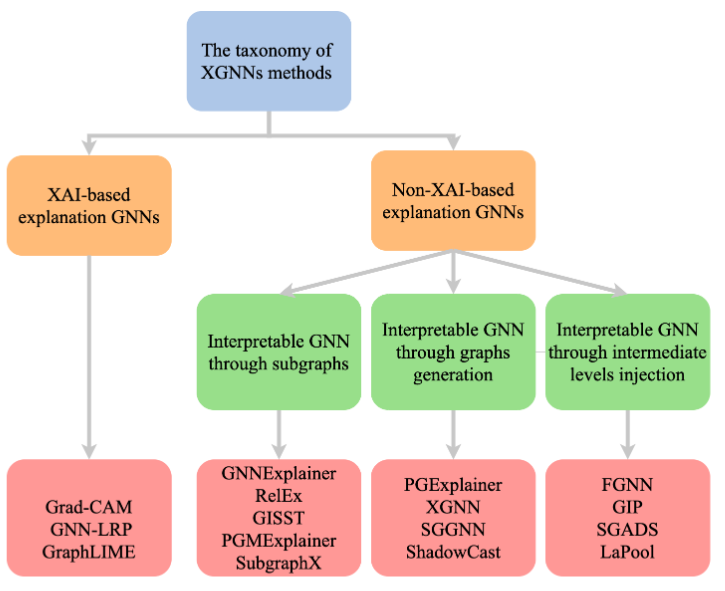 The taxonomy of
XGNNs methods
XAI-based
explanation GNNs
Non-XAI-based
explanation GNNs
Interpretable GNN
through subgraphs
Interpretable GNN
through graphs
generation
Interpretable GNN
through intermediate
levels injection
Grad-CAM
GNN-LRP
GraphLIME
GNNExplainer
RelEx
GISST
PGMExplainer
SubgraphX
PGExplainer
XGNN
SGGNN
ShadowCast
FGNN
GIP
SGADS
LaPool